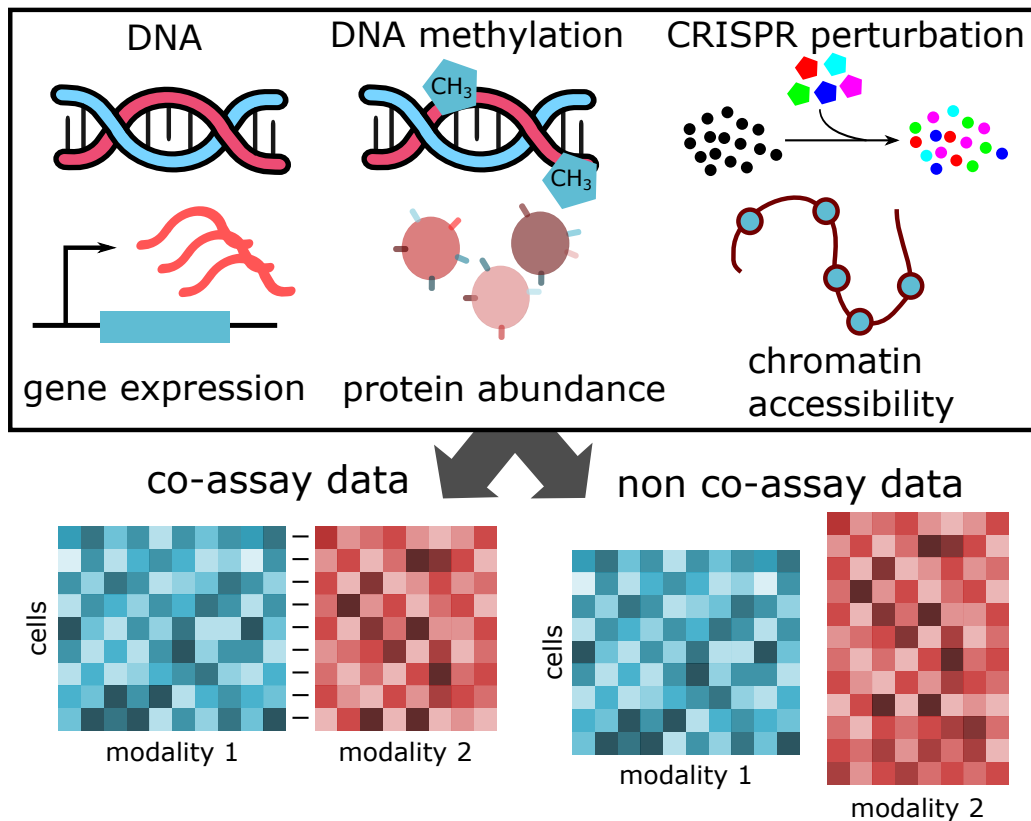 DNA
DNA methylation
CRISPR perturbation
CH3
CH3
gene expression
protein abundance
chromatin
accessibility
co-assay data
non co-assay data
cells
modality 1
modality 2
cells
modality 1
modality 2